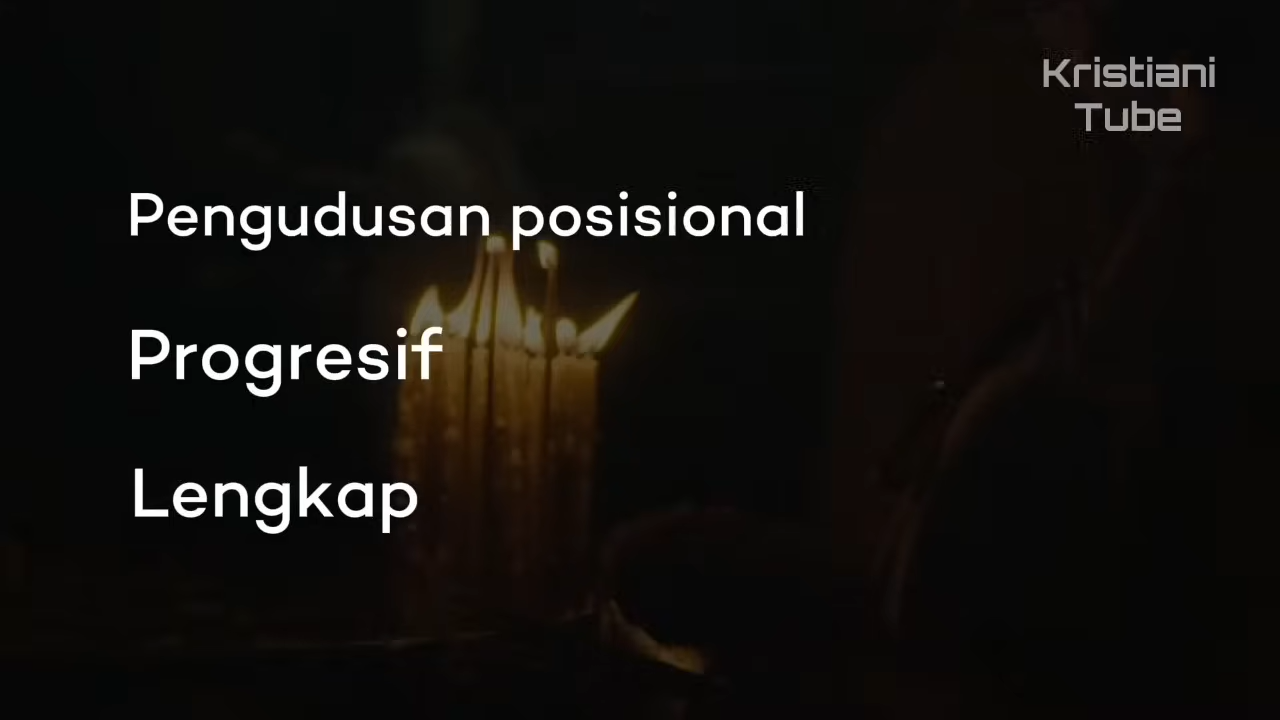 Kristiani
Tube
Pengudusan posisional
Progresif
Lengkap